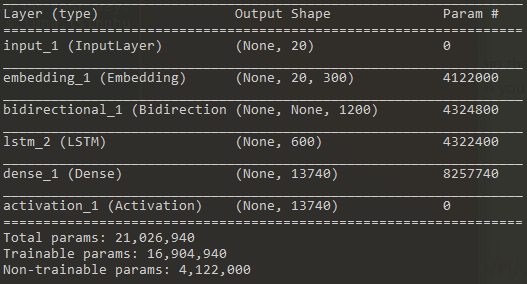 Layer (type) Output Shape Param #
input_1 (InputLayer) (None, 20) 0
embedding_1 (Embedding) (None, 20, 300) 4122000
bidirectional_1 (Bidirection (None, None, 1200) 4324800
lstm_2 (LSTM) (None, 600) 4322400
dense_1 (Dense) (None, 13740) 8257740
activation_1 (Activation) (None, 13740) 0
Total params: 21,026,940
Trainable params: 16,904,940
Non-trainable params: 4,122,000